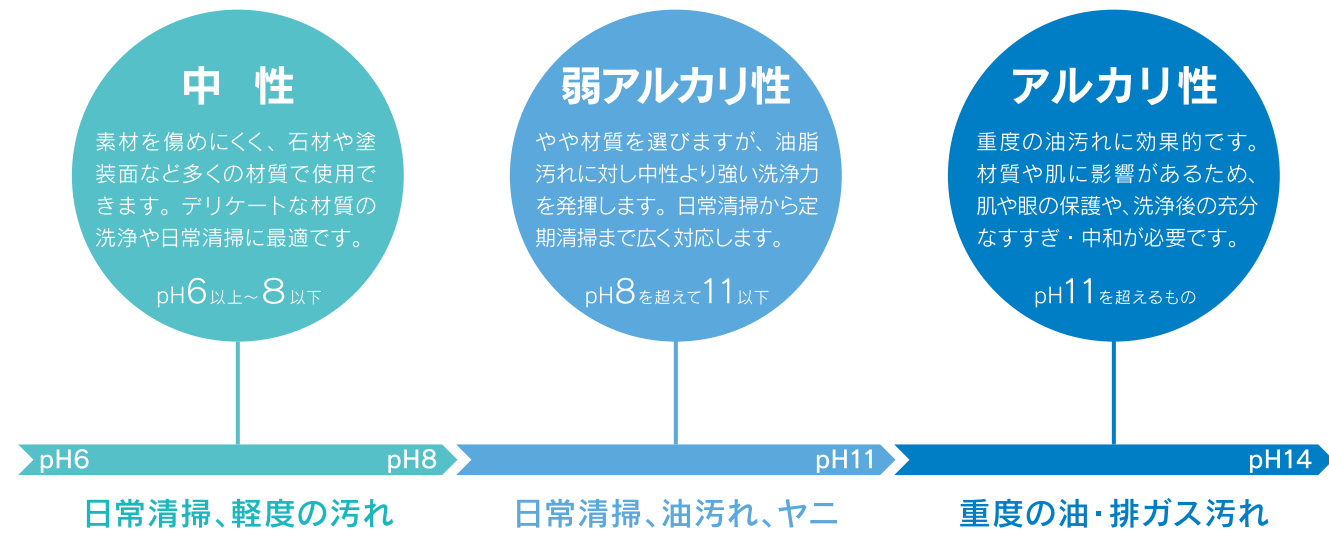 中性
素材を傷めにくく、石材や塗
装面など多くの材質で使用で
きます。デリケートな材質の
洗浄や日常清掃に最適です。
pH6以上~8以下
弱アルカリ性
やや材質を選びますが、油脂
汚れに対し中性より強い洗浄力
を発揮します。日常清掃から定
期清掃まで広く対応します。
pH8を超えて11以下
アルカリ性
重度の油汚れに効果的です。
材質や肌に影響があるため、
肌や眼の保護や、洗浄後の充分
なすすぎ・中和が必要です。
pH11を超えるもの
pH6 pH8 pH11 pH14
日常清掃、軽度の汚れ
日常清掃、油汚れ、ヤニ
重度の油・排ガス汚れ